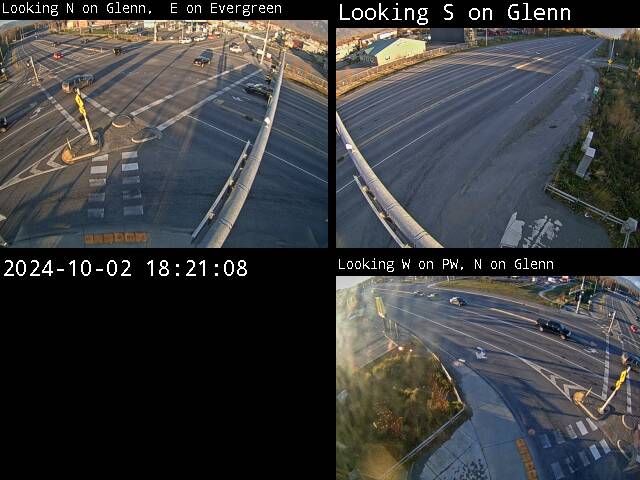 Looking N on Glenn, E on Evergreen
Looking S on Glenn
2024-10-02 18:21:08
Looking W on PW, N on Glenn